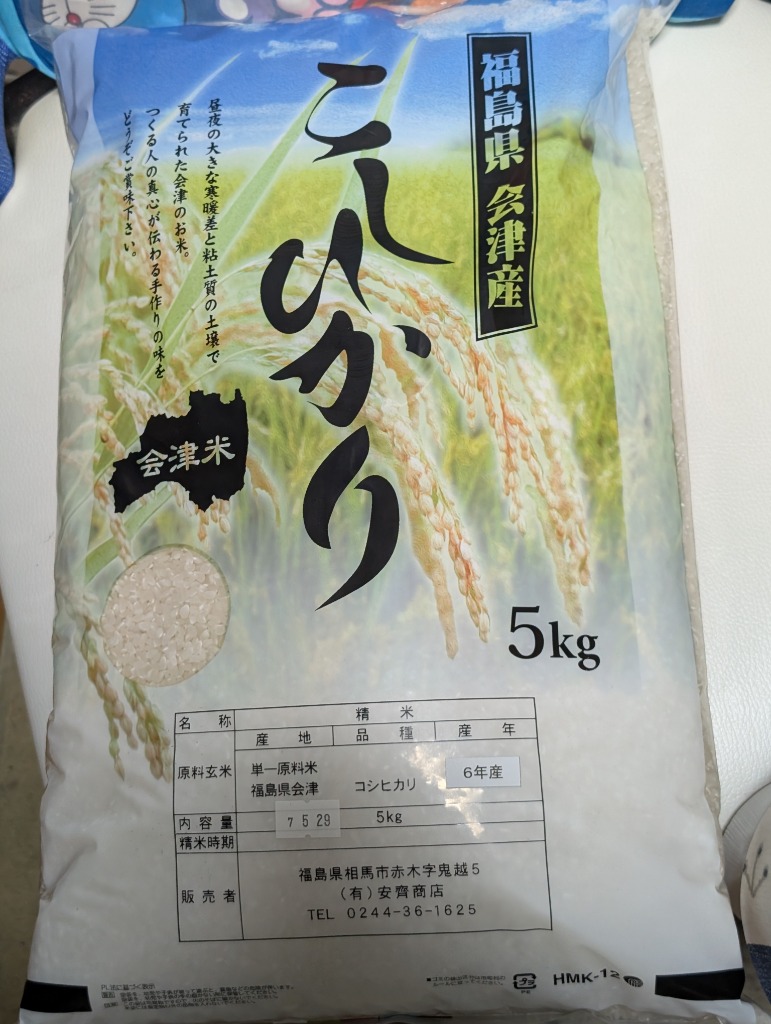 福島県 会津産
こしひかり
昼夜の大きな寒暖差と粘土質の土壌で
育てられた会津のお米。
つくる人の真心が伝わる手作りの味を
どうぞご賞味下さい。
会津米
5kg
名称 精米
産地 品種 産年
原料玄米 単一原料米 福島県会津 コシヒカリ 6年産
内容量 5kg
精米時期 7 5 29
販売者 福島県相馬市赤木字鬼越5
(有)安齊商店
TEL 0244-36-1625
PE
HMK-12